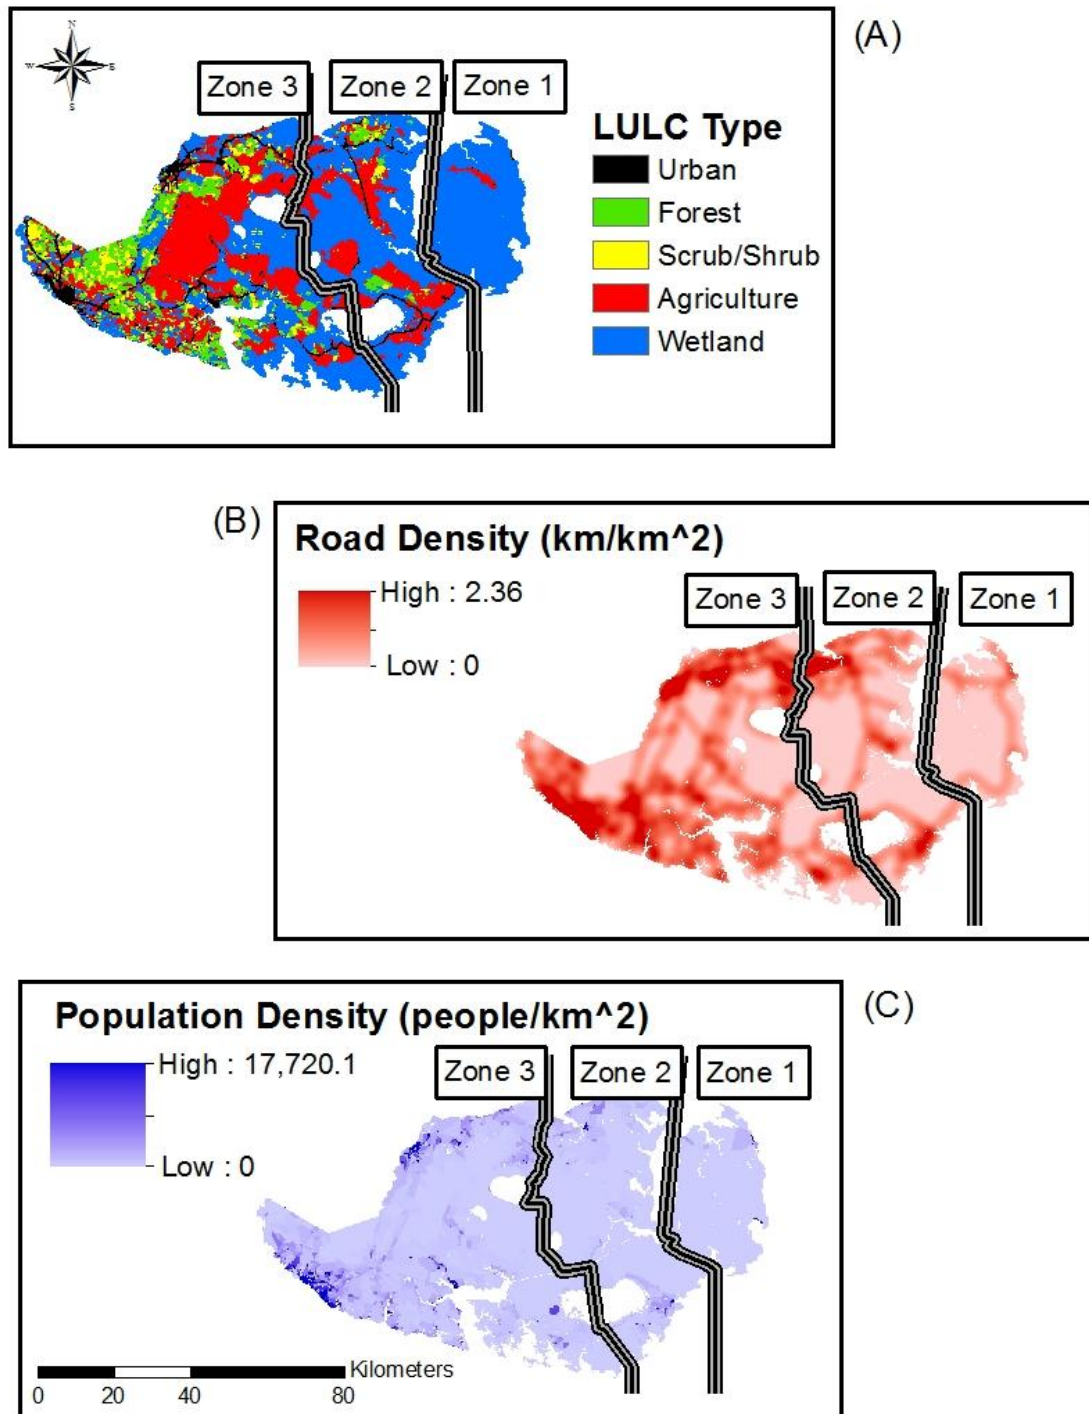 (A)
N
W E
S
Zone 3 Zone 2 Zone 1
LULC Type
Urban
Forest
Scrub/Shrub
Agriculture
Wetland
(B)
Road Density (km/km^2)
High : 2.36
Low : 0
Zone 3 Zone 2 Zone 1
(C)
Population Density (people/km^2)
High : 17,720.1
Low : 0
Zone 3 Zone 2 Zone 1
Kilometers
0 20 40 80